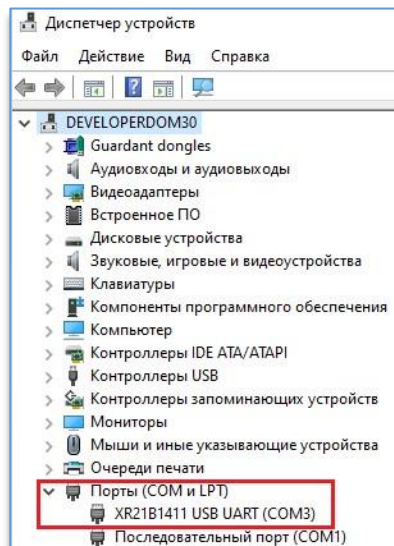 Диспетчер устройств
Файл Действие Вид Справка
DEVELOPERDOM30
Guardant dongles
Аудиовходы и аудиовыходы
Видеоадаптеры
Встроенное ПО
Дисковые устройства
Звуковые, игровые и видеоустройства
Клавиатуры
Компоненты программного обеспечения
Компьютер
Контроллеры IDE ATA/ATAPI
Контроллеры USB
Контроллеры запоминающих устройств
Мониторы
Мыши и иные указывающие устройства
Очереди печати
Порты (COM и LPT)
XR21B1411 USB UART (COM3)
Последовательный порт (COM1)